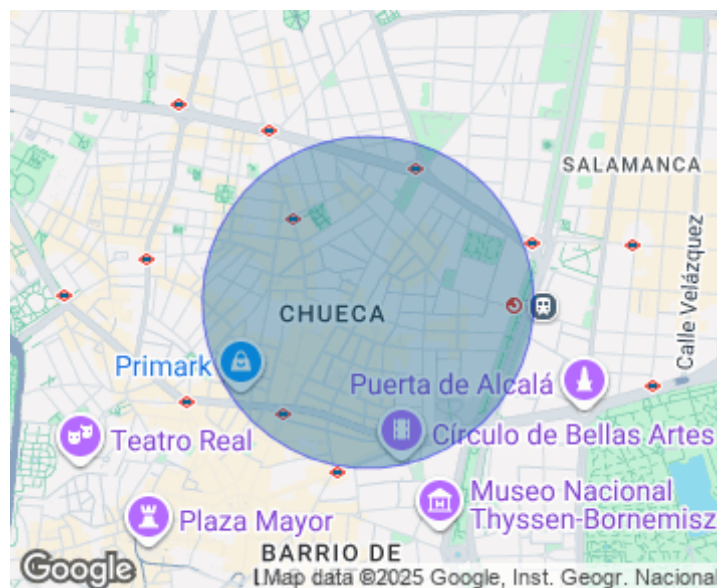 SALAMANCA
Calle Velázquez
CHUECA
Primark
Puerta de Alcalá
Teatro Real
Círculo de Bellas Artes
Museo Nacional
Thyssen-Bornemisz
Plaza Mayor
BARRIO DE
Google
Map data ©2025 Google, Inst. Geogr. Nacional